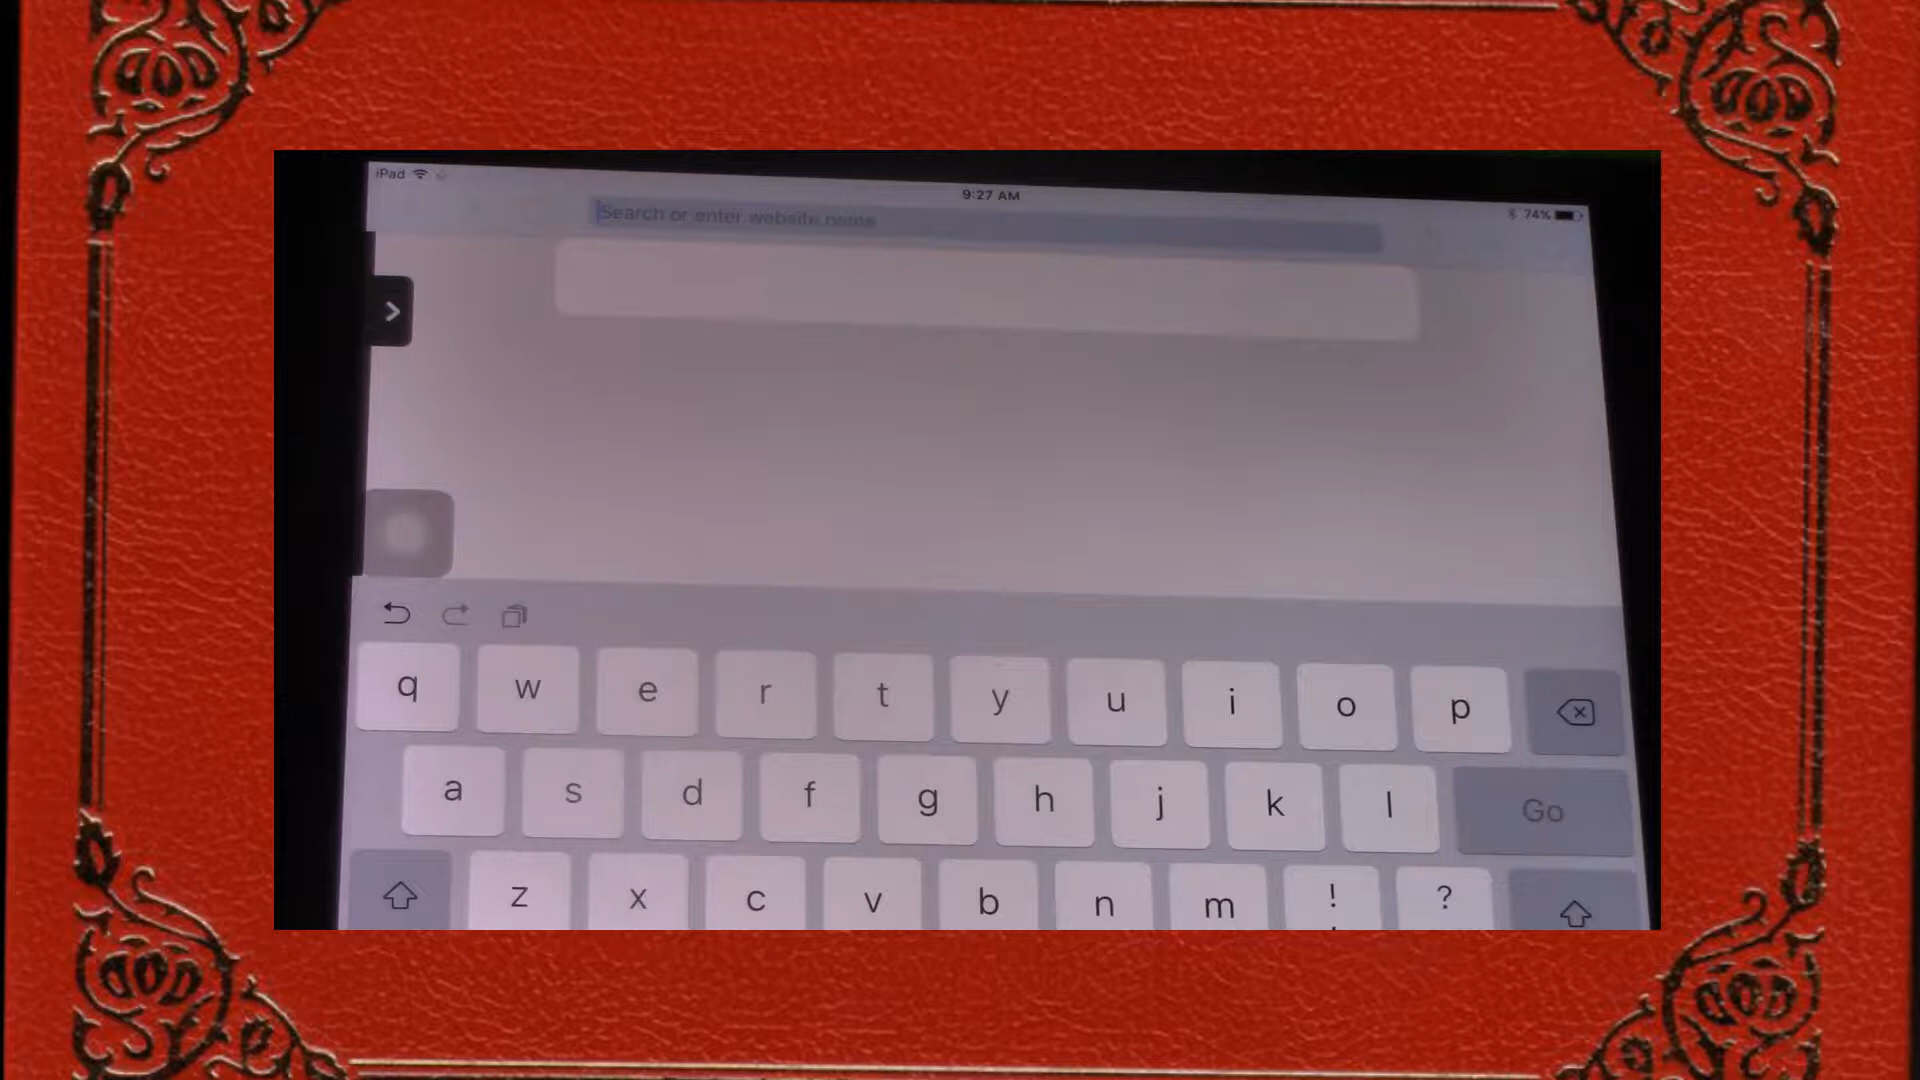 iPad
9:27 AM
74%
Search or enter website name
q w e r t y u i o p
a s d f g h j k l Go
z x c v b n m ! ?